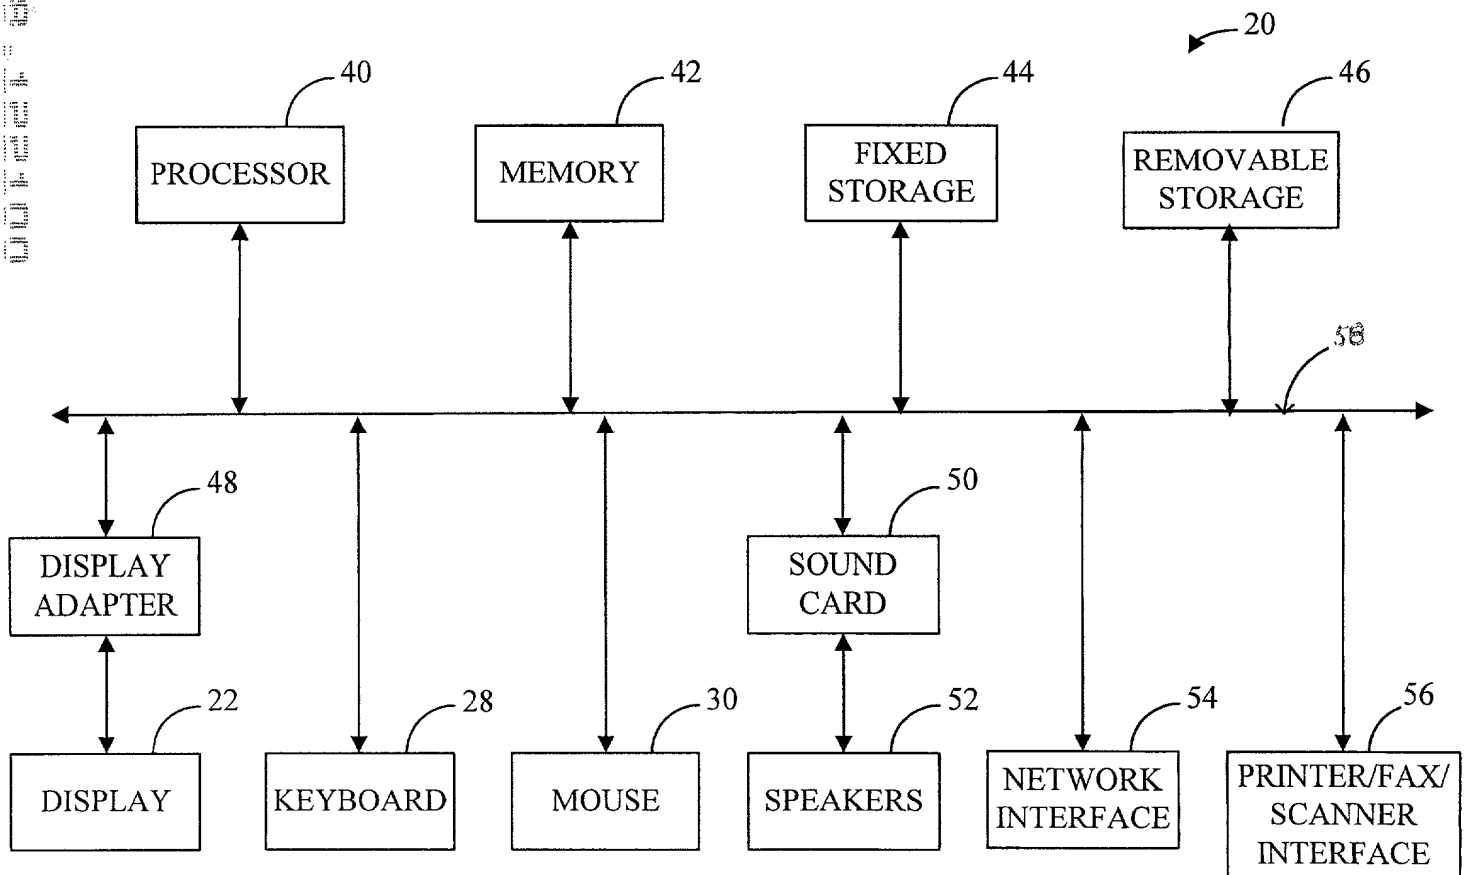 20
40
42
44
46
PROCESSOR
MEMORY
FIXED
STORAGE
REMOVABLE
STORAGE
58
48
50
DISPLAY
ADAPTER
SOUND
CARD
22
28
30
52
54
56
DISPLAY
KEYBOARD
MOUSE
SPEAKERS
NETWORK
INTERFACE
PRINTER/FAX/
SCANNER
INTERFACE